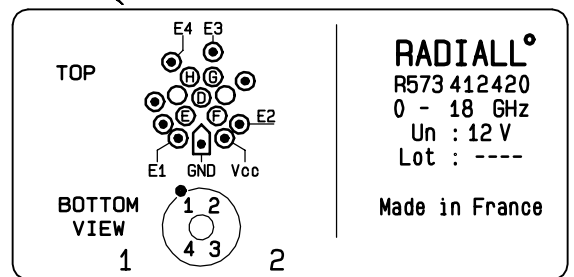 E4 E3
TOP
H G
D
E F
E2
E1 GND Vcc
BOTTOM
VIEW
1 2
4 3
1 2
RADIALL°
R573 412420
0 - 18 GHz
Un : 12 V
Lot : ----
Made in France